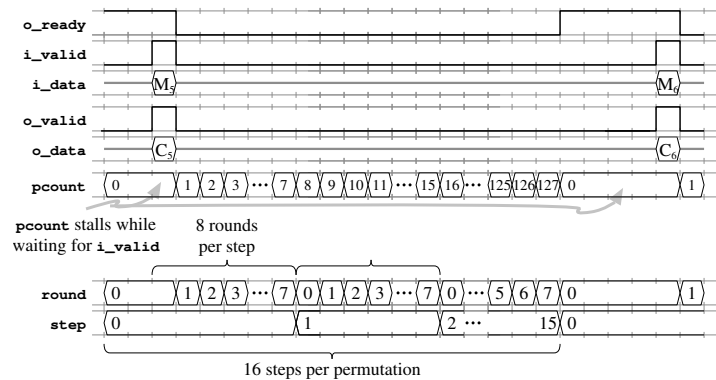 o_ready
i_valid
i_data M₅ M₆
o_valid
o_data C₅ C₆
pcount 0 1 2 3 ⋯ 7 8 9 10 11 ⋯ 15 16 ⋯ 125 126 127 0 1
pcount stalls while
waiting for i_valid
8 rounds
per step
round 0 1 2 3 ⋯ 7 0 1 2 3 ⋯ 7 0 ⋯ 5 6 7 0 1
step 0 1 2 ⋯ 15 0
16 steps per permutation